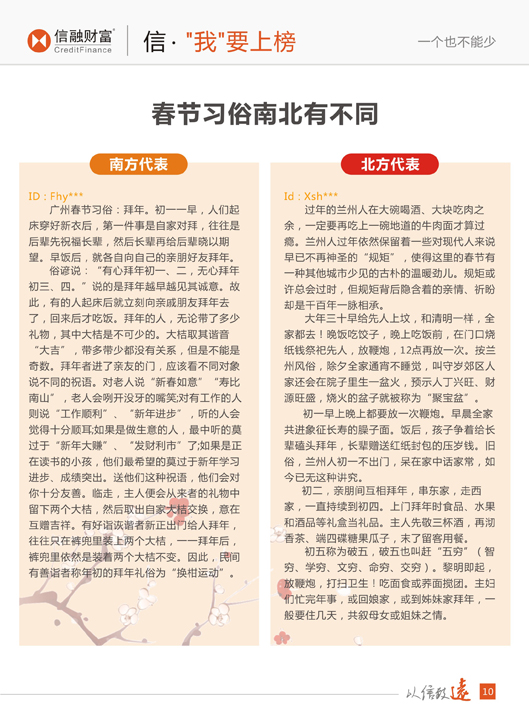 信融财富
CreditFinance
信·"我"要上榜
一个也不能少
春节习俗南北有不同
南方代表
ID：Fhy***
广州春节习俗：拜年。初一一早，人们起
床穿好新衣后，第一件事是自家对拜，往往是
后辈先祝福长辈，然后长辈再给后辈晓以期
望。早饭后，就各自向自己的亲朋好友拜年。
俗谚说：“有心拜年初一、二，无心拜年
初三、四。”说的是拜年越早越见其诚意。故
此，有的人起床后就立刻向亲戚朋友拜年去
了，回来后才吃饭。拜年的人，无论带了多少
礼物，其中大桔是不可少的。大桔取其谐音
“大吉”，带多带少都没有关系，但是不能是
奇数。拜年者进了亲友的门，应该看不同对象
说不同的祝语。对老人说“新春如意”“寿比
南山”，老人会咧开没牙的嘴笑;对有工作的人
则说“工作顺利”、“新年进步”，听的人会
觉得十分顺耳;如果是做生意的人，最中听的莫
过于“新年大赚”、“发财利市”了;如果是正
在读书的小孩，他们最希望的莫过于新年学习
进步、成绩突出。送他们这种祝语，他们会对
你十分友善。临走，主人便会从来者的礼物中
留下两个大桔，然后取出自家大桔交换，意在
互赠吉祥。有好诣谈谐者新正出门给人拜年，
往往只在裤兜里装上两个大桔，一一拜年后，
裤兜里依然是装着两个大桔不变。因此，民间
有善诣者称年初的拜年礼俗为“换柑运动”。
北方代表
Id：Xsh***
过年的兰州人在大碗喝酒、大块吃肉之
余，一定要再吃上一碗地道的牛肉面才算过
瘾。兰州人过年依然保留着一些对现代人来说
早已不再神圣的“规矩”，使得这里的春节有
一种其他城市少见的古朴的温暖劲儿。规矩或
许总会过时，但规矩背后隐含着的亲情、祈盼
却是千百年一脉相承。
大年三十早给先人上坟，和清明一样，全
家都去！晚饭吃饺子，晚上吃饭前，在门口烧
纸钱祭祀先人，放鞭炮，12点再放一次。按兰
州风俗，除夕全家通宵不睡觉，叫守岁郊区人
家还会在院子里生一盆火，预示人丁兴旺、财
源旺盛，烧火的盆子就被称为“聚宝盆”。
初一早上晚上都要放一次鞭炮。早晨全家
共进象征长寿的臊子面。饭后，孩子争着给长
辈磕头拜年，长辈赠送红纸封包的压岁钱。旧
俗，兰州人初一不出门，呆在家中话家常，如
今已无这种讲究。
初二，亲朋间互相拜年，串东家，走西
家，一直持续到初四。上门拜年时食品、水果
和酒品等礼盒当礼品。主人先敬三杯酒，再沏
香茶、端四碟糖果瓜子，末了留客用餐。
初五称为破五，破五也叫赶“五穷”（智
穷、学穷、文穷、命穷、交穷）。黎明即起，
放鞭炮，打扫卫生！吃面食或荞面搅团。主妇
们忙完年事，或回娘家，或到姊妹家拜年，一
般要住几天，共叙母女或姐妹之情。
以信致远
10